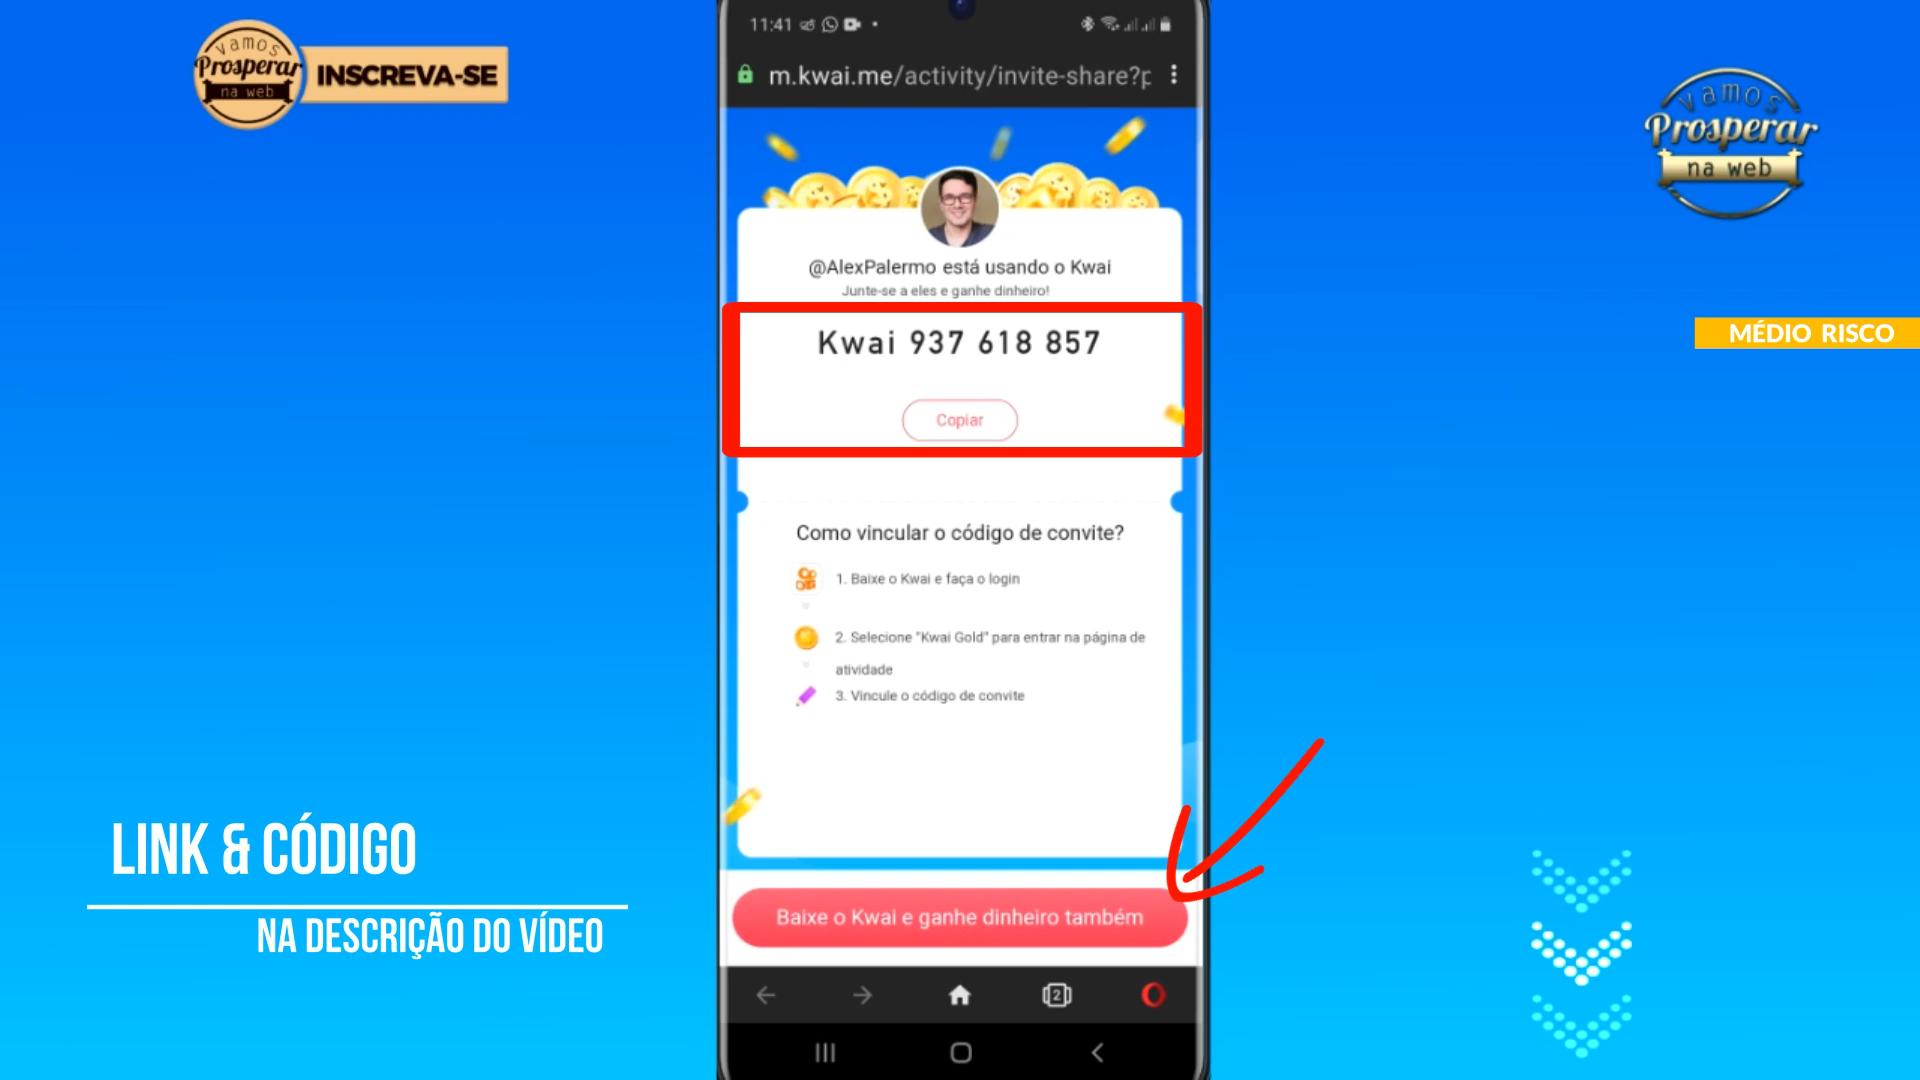 vamos
Prosperar
na web
INSCREVA-SE
11:41
m.kwai.me/activity/invite-share?p
vamos
Prosperar
na web
@AlexPalermo está usando o Kwai
Junte-se a eles e ganhe dinheiro!
Kwai 937 618 857
MÉDIO RISCO
Copiar
Como vincular o código de convite?
1. Baixe o Kwai e faça o login
2. Selecione "Kwai Gold" para entrar na página de
atividade
3. Vincule o código de convite
LINK & CÓDIGO
NA DESCRIÇÃO DO VÍDEO
Baixe o Kwai e ganhe dinheiro também
2